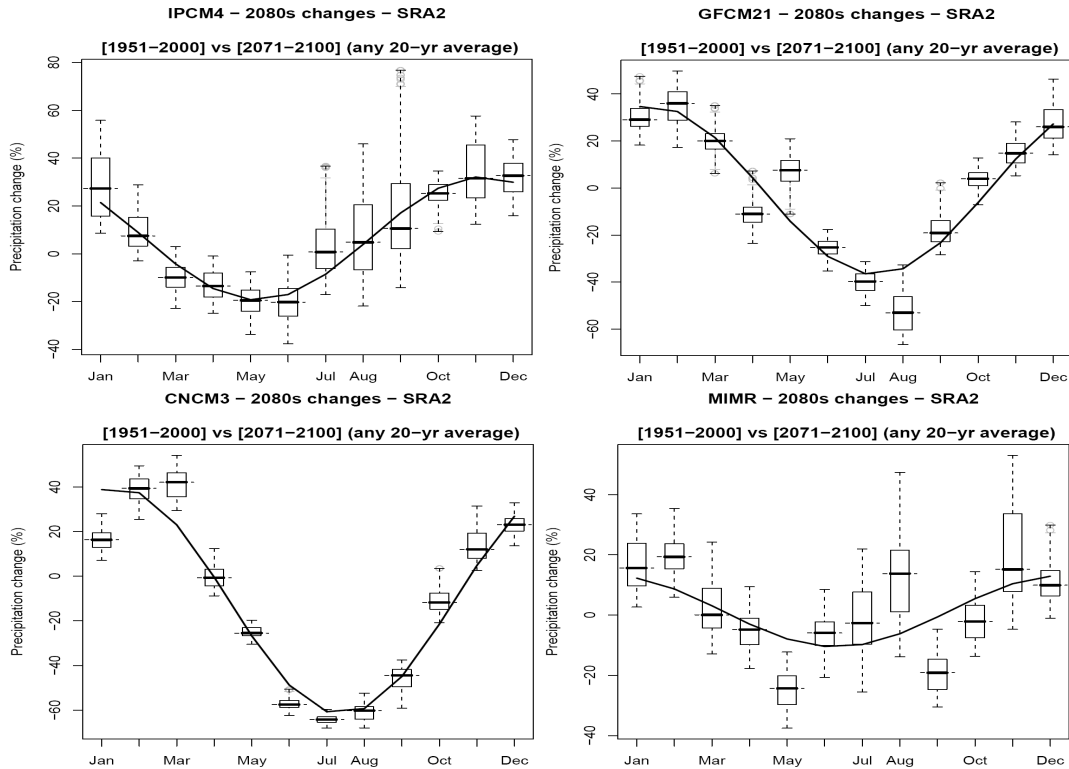 IPCM4 − 2080s changes − SRA2
[1951−2000] vs [2071−2100] (any 20−yr average)
Precipitation change (%)
80
60
40
20
0
−20
−40
Jan Mar May Jul Aug Oct Dec
GFCM21 − 2080s changes − SRA2
[1951−2000] vs [2071−2100] (any 20−yr average)
Precipitation change (%)
40
20
0
−20
−40
−60
Jan Mar May Jul Aug Oct Dec
CNCM3 − 2080s changes − SRA2
[1951−2000] vs [2071−2100] (any 20−yr average)
Precipitation change (%)
40
20
0
−20
−40
−60
Jan Mar May Jul Aug Oct Dec
MIMR − 2080s changes − SRA2
[1951−2000] vs [2071−2100] (any 20−yr average)
Precipitation change (%)
40
20
0
−20
−40
Jan Mar May Jul Aug Oct Dec